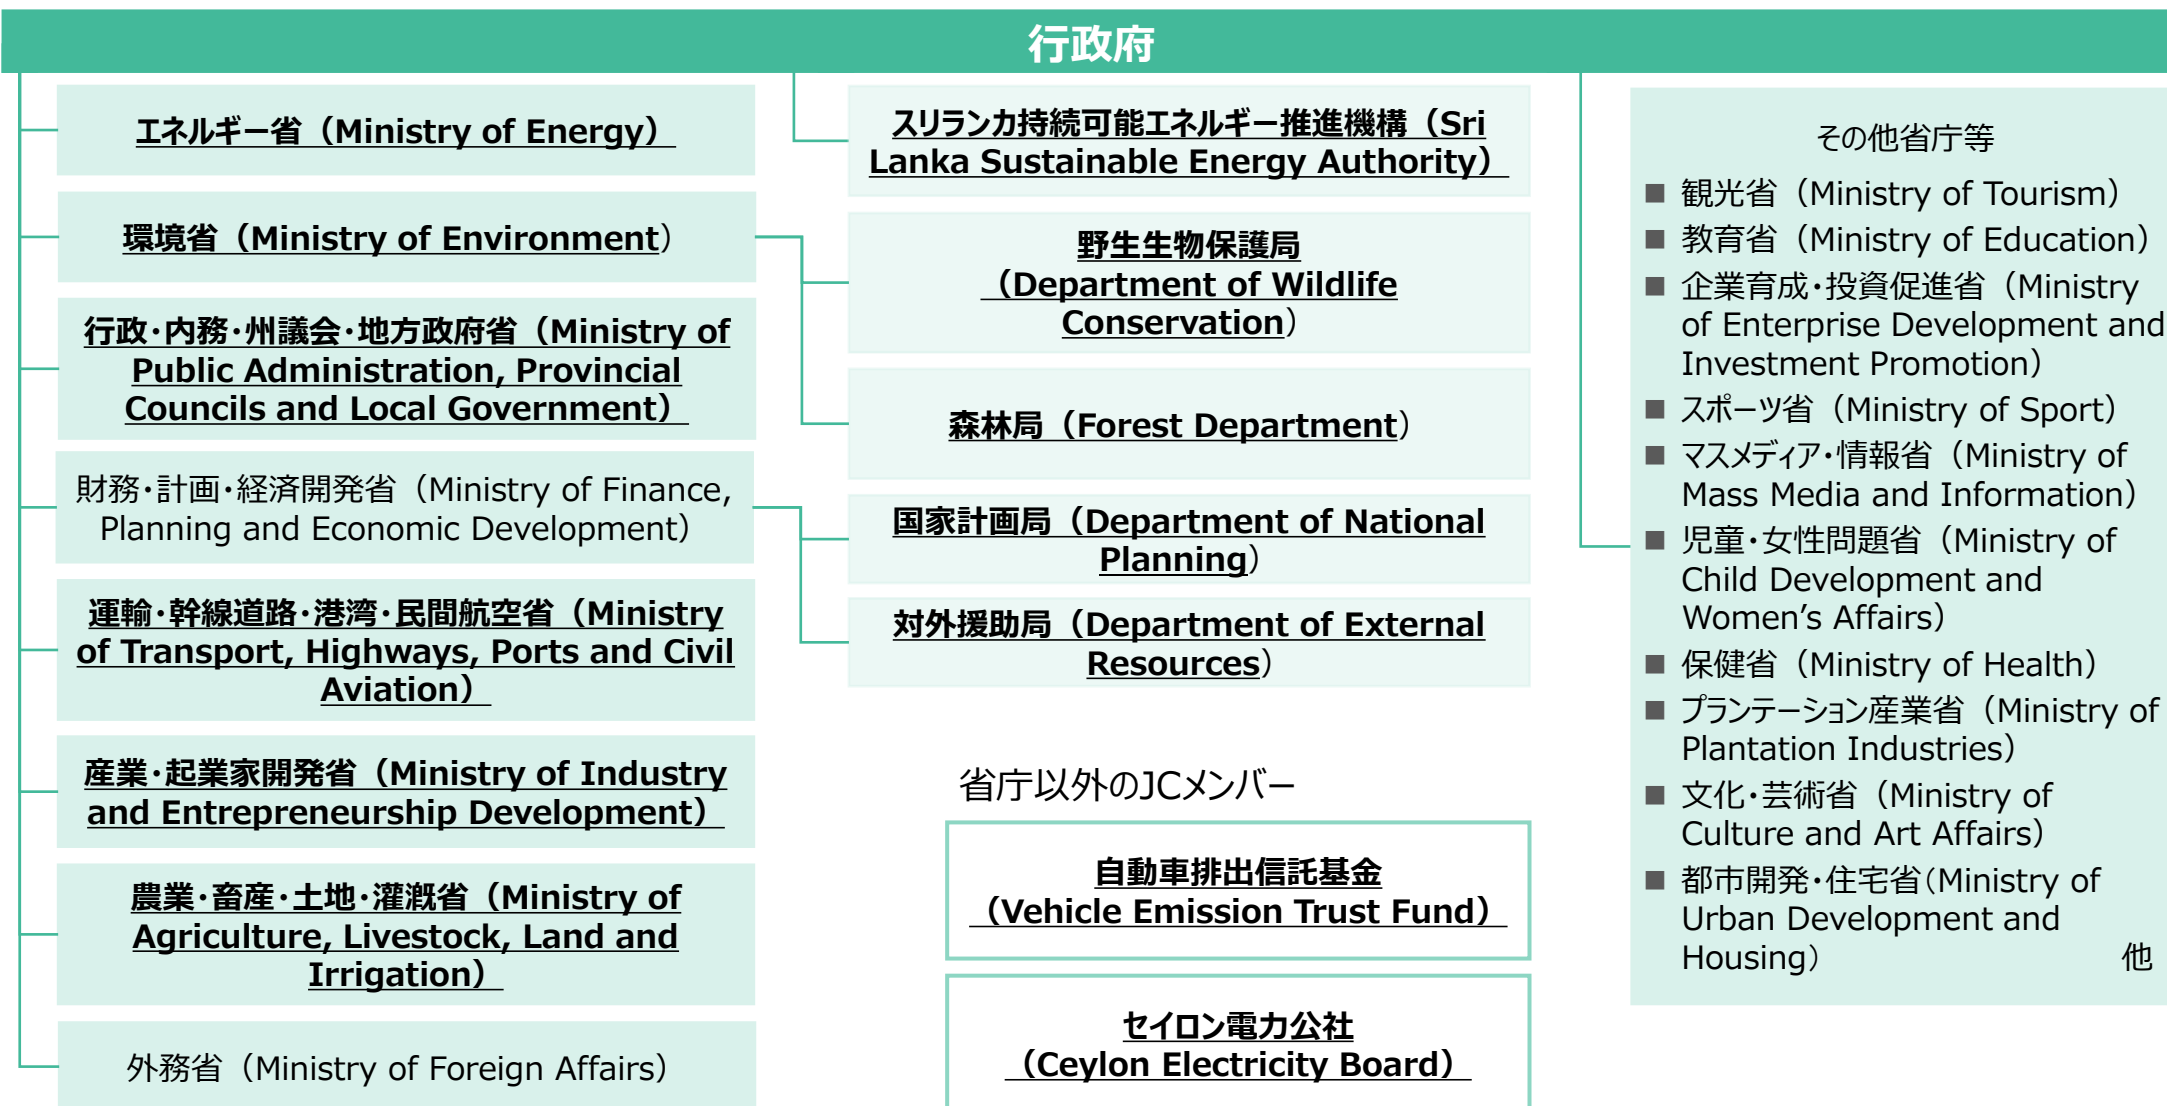 行政府
エネルギー省（Ministry of Energy）
環境省（Ministry of Environment）
行政・内務・州議会・地方政府省（Ministry of
Public Administration, Provincial
Councils and Local Government）
財務・計画・経済開発省（Ministry of Finance,
Planning and Economic Development）
運輸・幹線道路・港湾・民間航空省（Ministry
of Transport, Highways, Ports and Civil
Aviation）
産業・起業家開発省（Ministry of Industry
and Entrepreneurship Development）
農業・畜産・土地・灌漑省（Ministry of
Agriculture, Livestock, Land and
Irrigation）
外務省（Ministry of Foreign Affairs）
スリランカ持続可能エネルギー推進機構（Sri
Lanka Sustainable Energy Authority）
野生生物保護局
（Department of Wildlife
Conservation）
森林局（Forest Department）
国家計画局（Department of National
Planning）
対外援助局（Department of External
Resources）
省庁以外のJCメンバー
自動車排出信託基金
（Vehicle Emission Trust Fund）
セイロン電力公社
（Ceylon Electricity Board）
その他省庁等
■ 観光省（Ministry of Tourism）
■ 教育省（Ministry of Education）
■ 企業育成・投資促進省（Ministry
of Enterprise Development and
Investment Promotion）
■ スポーツ省（Ministry of Sport）
■ マスメディア・情報省（Ministry of
Mass Media and Information）
■ 児童・女性問題省（Ministry of
Child Development and
Women’s Affairs）
■ 保健省（Ministry of Health）
■ プランテーション産業省（Ministry of
Plantation Industries）
■ 文化・芸術省（Ministry of
Culture and Art Affairs）
■ 都市開発・住宅省(Ministry of
Urban Development and
Housing） 他